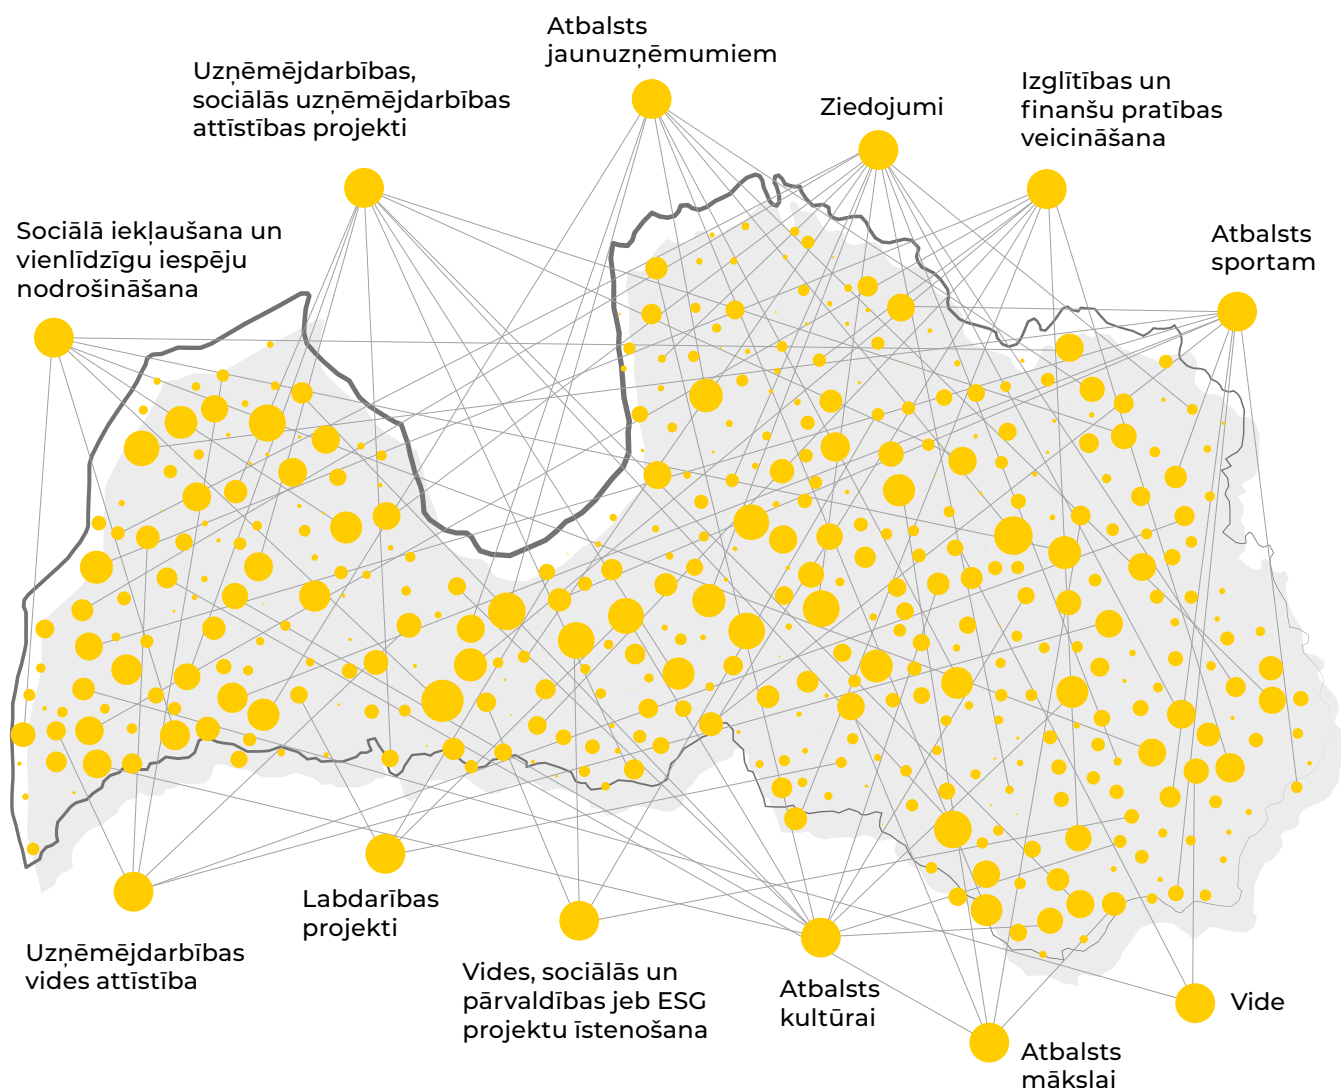 Atbalsts
jaunuzņēmumiem
Uzņēmējdarbības,
sociālās uzņēmējdarbības
attīstības projekti
Ziedojumi
Izglītības un
finanšu pratības
veicināšana
Sociālā iekļaušana un
vienlīdzīgu iespēju
nodrošināšana
Atbalsts
sportam
Uzņēmējdarbības
vides attīstība
Labdarības
projekti
Vides, sociālās un
pārvaldības jeb ESG
projektu īstenošana
Atbalsts
kultūrai
Atbalsts
mākslai
Vide